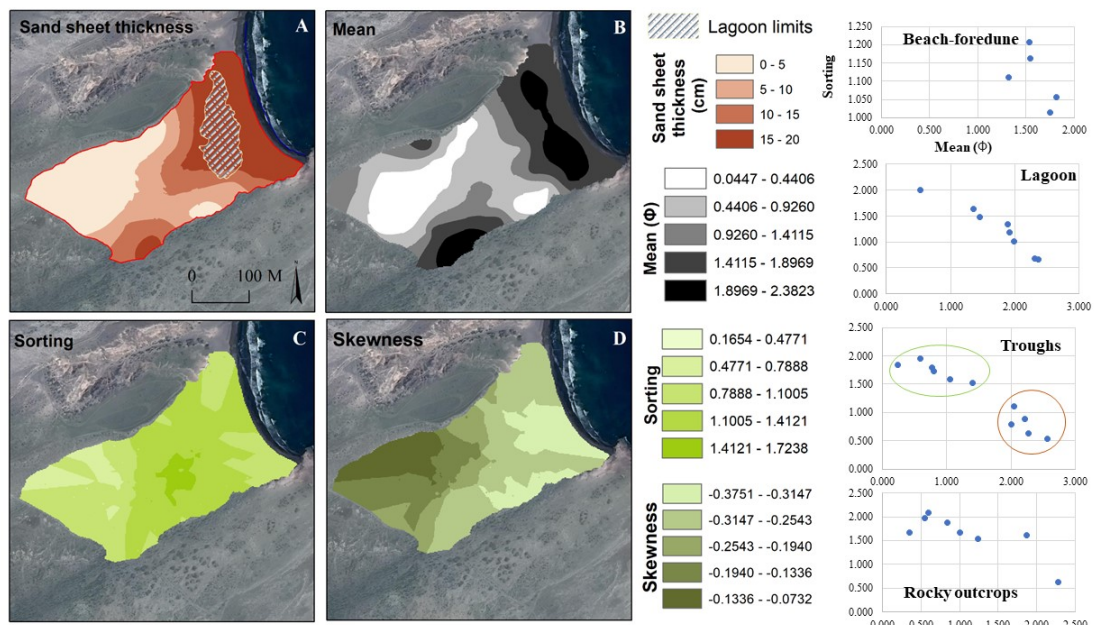 Sand sheet thickness
A
0 100 M
Mean
B
Sorting
C
Skewness
D
Lagoon limits
Sand sheet
thickness
(cm)
0 - 5
5 - 10
10 - 15
15 - 20
Mean (Φ)
0.0447 - 0.4406
0.4406 - 0.9260
0.9260 - 1.4115
1.4115 - 1.8969
1.8969 - 2.3823
Sorting
0.1654 - 0.4771
0.4771 - 0.7888
0.7888 - 1.1005
1.1005 - 1.4121
1.4121 - 1.7238
Skewness
-0.3751 - -0.3147
-0.3147 - -0.2543
-0.2543 - -0.1940
-0.1940 - -0.1336
-0.1336 - -0.0732
Beach-foredune
Sorting
1.250
1.200
1.150
1.100
1.050
1.000
0.000 0.500 1.000 1.500 2.000
Mean (Φ)
Lagoon
2.500
2.000
1.500
1.000
0.500
0.000
0.000 1.000 2.000 3.000
Troughs
2.500
2.000
1.500
1.000
0.500
0.000
0.000 1.000 2.000 3.000
2.500
2.000
1.500
1.000
0.500
0.000
Rocky outcrops
0.000 0.500 1.000 1.500 2.000 2.500